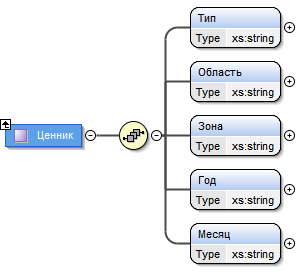 Тип
Type xs:string
Область
Type xs:string
Ценник
Зона
Type xs:string
Год
Type xs:string
Месяц
Type xs:string